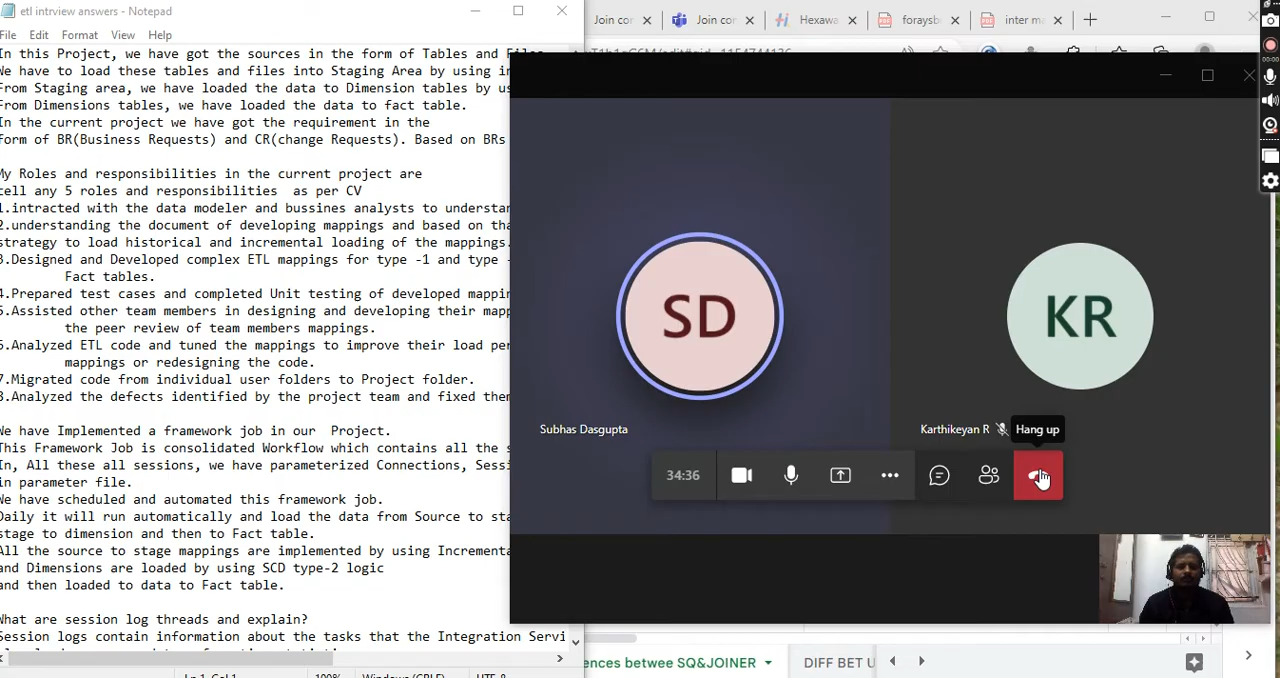 etl intrview answers - Notepad
File Edit Format View Help
In this Project, we have got the sources in the form of Tables and Files
We have to load these tables and files into Staging Area by using in
From Staging area, we have loaded the data to Dimension tables by us
From Dimensions tables, we have loaded the data to fact table.
In the current project we have got the requirement in the
form of BR(Business Requests) and CR(change Requests). Based on BRs
My Roles and responsibilities in the current project are
tell any 5 roles and responsibilities as per CV
1.intracted with the data modeler and bussines analysts to understan
2.understanding the document of developing mappings and based on tha
strategy to load historical and incremental loading of the mappings.
3.Designed and Developed complex ETL mappings for type -1 and type -
Fact tables.
4.Prepared test cases and completed Unit testing of developed mappin
5.Assisted other team members in designing and developing their mapp
the peer review of team members mappings.
6.Analyzed ETL code and tuned the mappings to improve their load per
mappings or redesigning the code.
7.Migrated code from individual user folders to Project folder.
8.Analyzed the defects identified by the project team and fixed them
We have Implemented a framework job in our Project.
This Framework Job is consolidated Workflow which contains all the s
In, All these all sessions, we have parameterized Connections, Sessi
in parameter file.
We have scheduled and automated this framework job.
Daily it will run automatically and load the data from Source to sta
stage to dimension and then to Fact table.
All the source to stage mappings are implemented by using Incrementa
and Dimensions are loaded by using SCD type-2 logic
and then loaded to data to Fact table.
What are session log threads and explain?
Session logs contain information about the tasks that the Integration Servi
Ln 1, Col 1 100% Windows (CRLF) UTF-8
Join cor Join cor Hexawa foraysb inter m
SD
KR
Subhas Dasgupta
Karthikeyan R
Hang up
34:36
00:00
ences betwee SQ&JOINER DIFF BET U